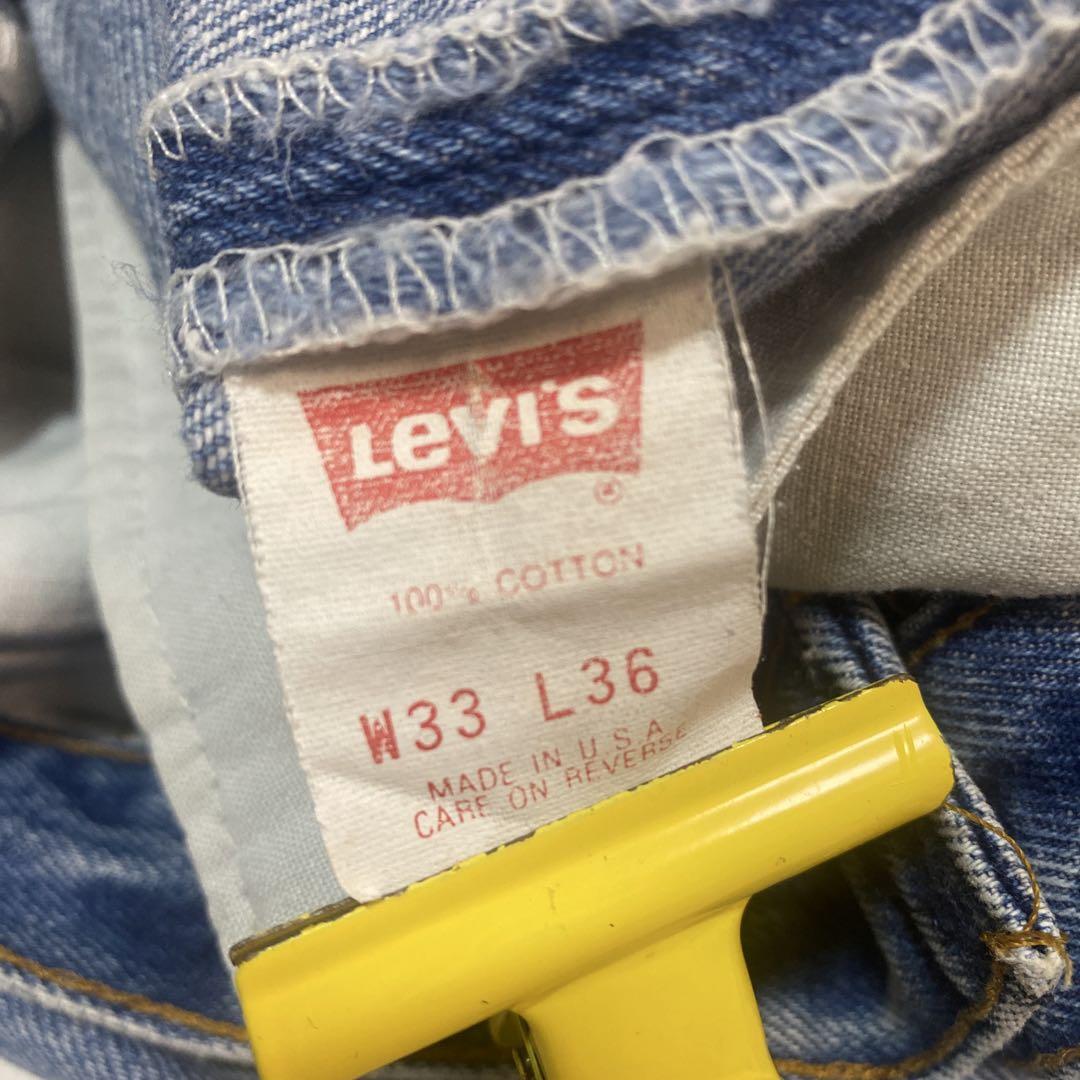 LEVI'S ®
100% COTTON
W33 L36
MADE IN U.S.A.
CARE ON REVERSE